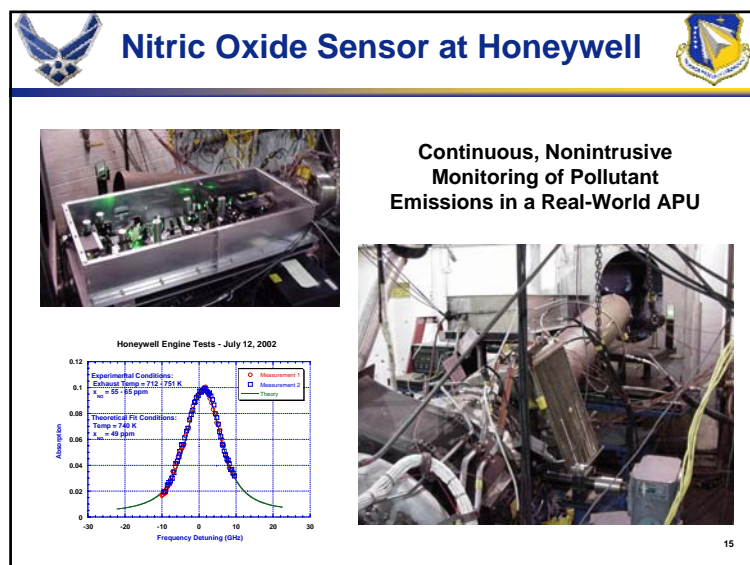 Nitric Oxide Sensor at Honeywell
Continuous, Nonintrusive
Monitoring of Pollutant
Emissions in a Real-World APU
Honeywell Engine Tests - July 12, 2002
Experimental Conditions:
Exhaust Temp = 712 - 751 K
x_NO = 55 - 65 ppm
Theoretical Fit Conditions:
Temp = 740 K
x_NO = 49 ppm
Measurement 1
Measurement 2
Theory
Absorption
0.12
0.1
0.08
0.06
0.04
0.02
0
-30 -20 -10 0 10 20 30
Frequency Detuning (GHz)
15